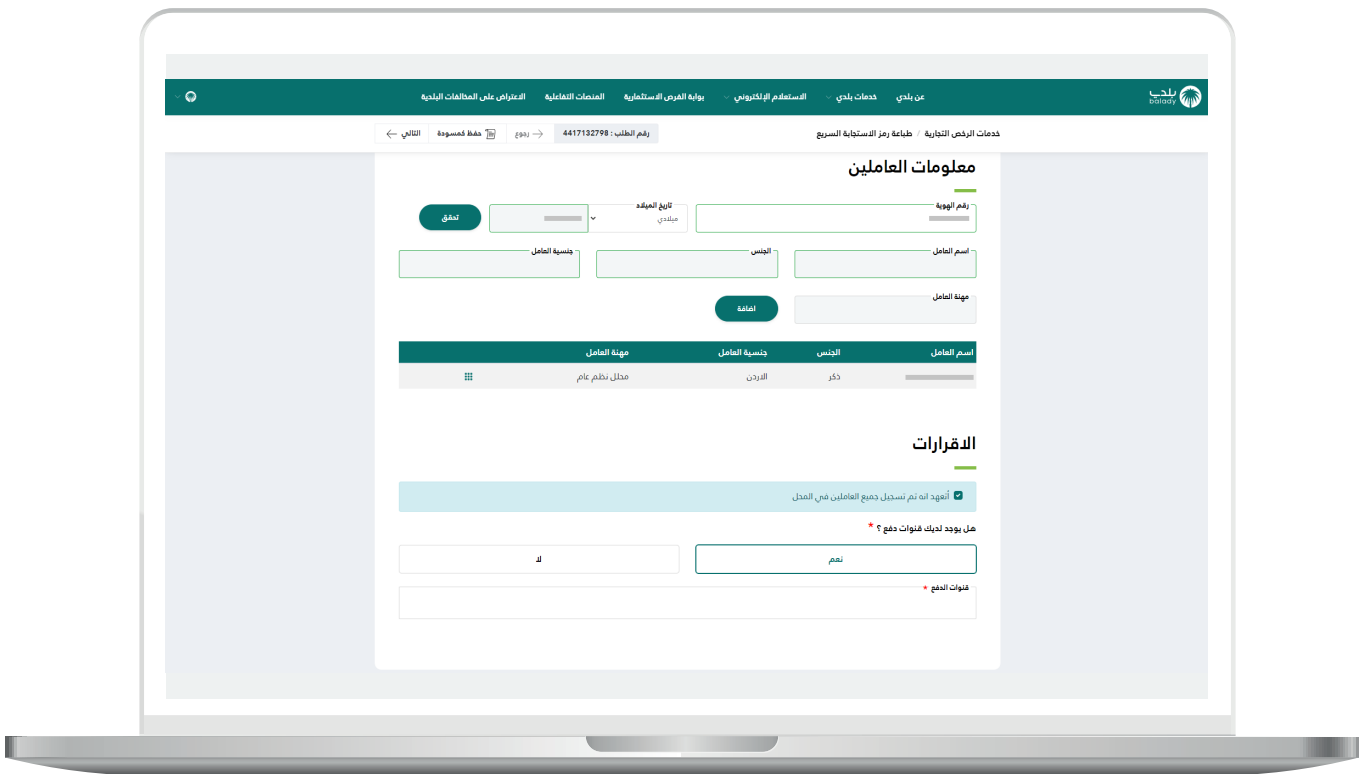 بلدي
balady
عن بلدي
خدمات بلدي
الاستعلام الإلكتروني
بوابة الفرص الاستثمارية
المنصات التفاعلية
الاعتراض على المخالفات البلدية
خدمات الرخص التجارية / طباعة رمز الاستجابة السريع
رقم الطلب : 4417132798
رجوع
حفظ كمسودة
التالي
معلومات العاملين
رقم الهوية
تاريخ الميلاد
ميلادي
تحقق
اسم العامل
الجنس
جنسية العامل
مهنة العامل
اضافة
اسم العامل الجنس جنسية العامل مهنة العامل
ذكر الاردن محلل نظم عام
الاقرارات
أتعهد انه تم تسجيل جميع العاملين في المحل
هل يوجد لديك قنوات دفع ؟ *
نعم
لا
قنوات الدفع *